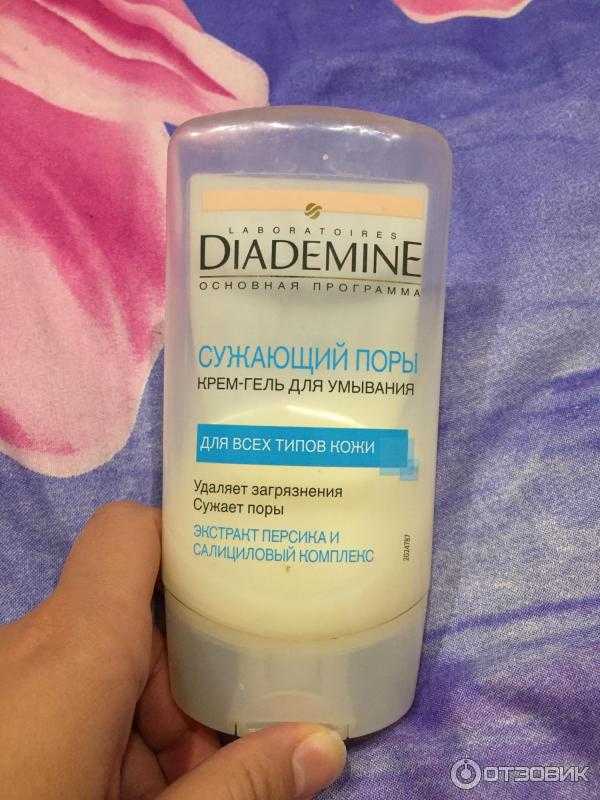 LABORATOIRES
DIADEMINE
ОСНОВНАЯ ПРОГРАММА
СУЖАЮЩИЙ ПОРЫ
КРЕМ-ГЕЛЬ ДЛЯ УМЫВАНИЯ
ДЛЯ ВСЕХ ТИПОВ КОЖИ
Удаляет загрязнения
Сужает поры
ЭКСТРАКТ ПЕРСИКА И
САЛИЦИЛОВЫЙ КОМПЛЕКС
ОТЗОВИК